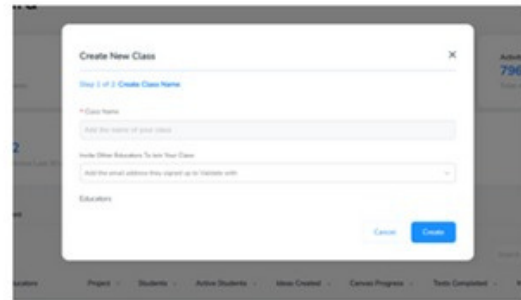 Create New Class
Step 1 of 2: Create Class Name
* Class Name
Add the name of your class
Invite Other Educators To Join Your Class
Add the email address they signed up to Validate with
Educators
Cancel
Create
796
2
Project
Students
Active Students
Ideas Created
Canvas Progress
Tests Completed